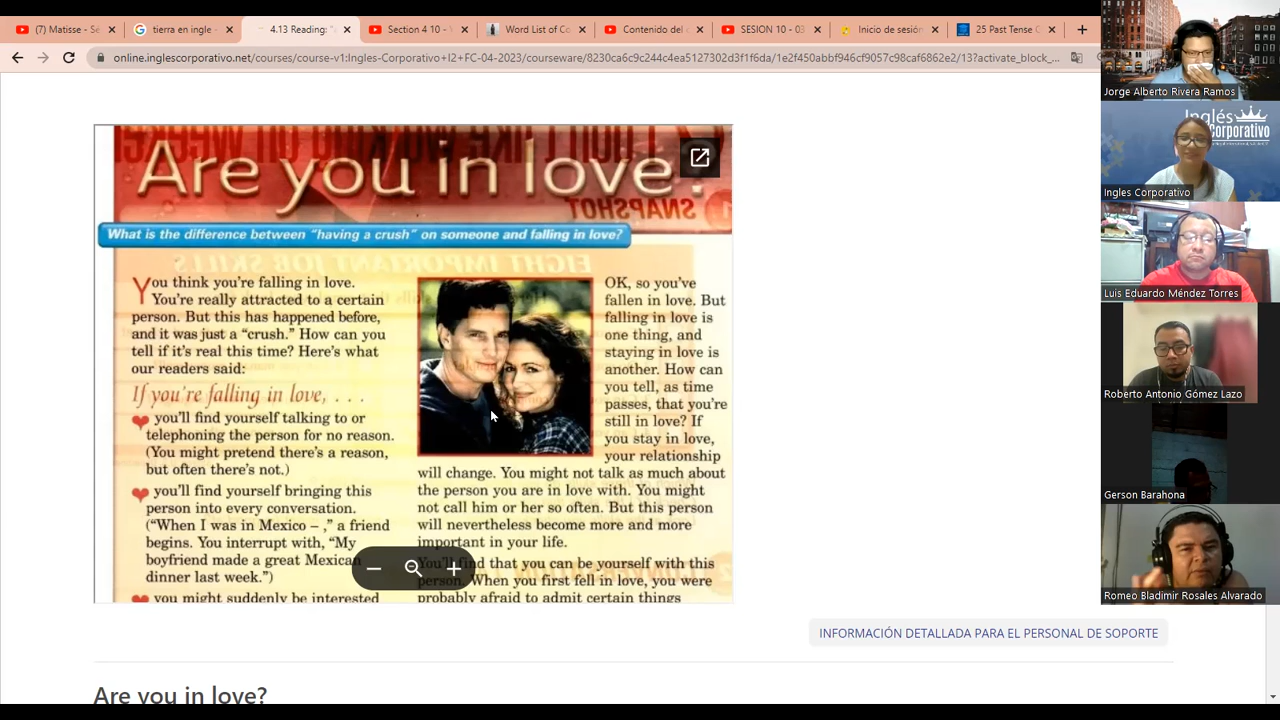 (7) Matisse - Sé
tierra en ingle -
4.13 Reading: "
Section 4 10 -
Word List of Co
Contenido del
SESION 10 - 03
Inicio de sesión
25 Past Tense
online.inglescorporativo.net/courses/course-v1:Ingles-Co
Are you in love?
SNAPSHOT
What is the difference between "having a crush" on someone and falling in love?
You think you're falling in love.
You're really attracted to a certain
person. But this has happened before,
and it was just a "crush." How can you
tell if it's real this time? Here's what
our readers said:
If you're falling in love, . . .
you'll find yourself talking to or
telephoning the person for no reason.
(You might pretend there's a reason,
but often there's not.)
you'll find yourself bringing this
person into every conversation.
("When I was in Mexico – ," a friend
begins. You interrupt with, "My
boyfriend made a great Mexican
dinner last week.")
you might suddenly be interested
OK, so you've
fallen in love. But
falling in love is
one thing, and
staying in love is
another. How can
you tell, as time
passes, that you're
still in love? If
you stay in love,
your relationship
will change. You might not talk as much about
the person you are in love with. You might
not call him or her so often. But this person
will nevertheless become more and more
important in your life.
You'll find that you can be yourself with this
person. When you first fell in love, you were
probably afraid to admit certain things
INFORMACIÓN DETALLADA PARA EL PERSONAL DE SOPORTE
Are you in love?
Jorge Alberto Rivera Ramos
Inglés
Corporativo
Ingles Corporativo
Luis Eduardo Méndez Torres
Roberto Antonio Gómez Lazo
Gerson Barahona
Romeo Bladimir Rosales Alvarado